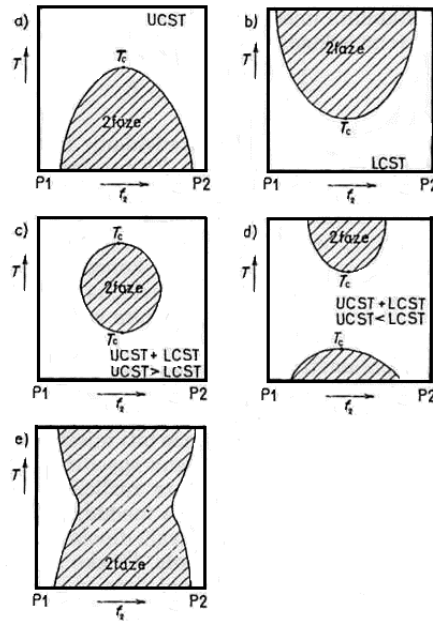 a)
UCST
T
Tc
2faze
P1
P2
f₂
b)
T
2faze
Tc
LCST
P1
P2
f₂
c)
T
Tc
2faze
Tc
UCST + LCST
UCST > LCST
P1
P2
f₂
d)
T
2faze
Tc
UCST + LCST
UCST < LCST
Tc
P1
P2
f₂
e)
T
2faze
P1
P2
f₂